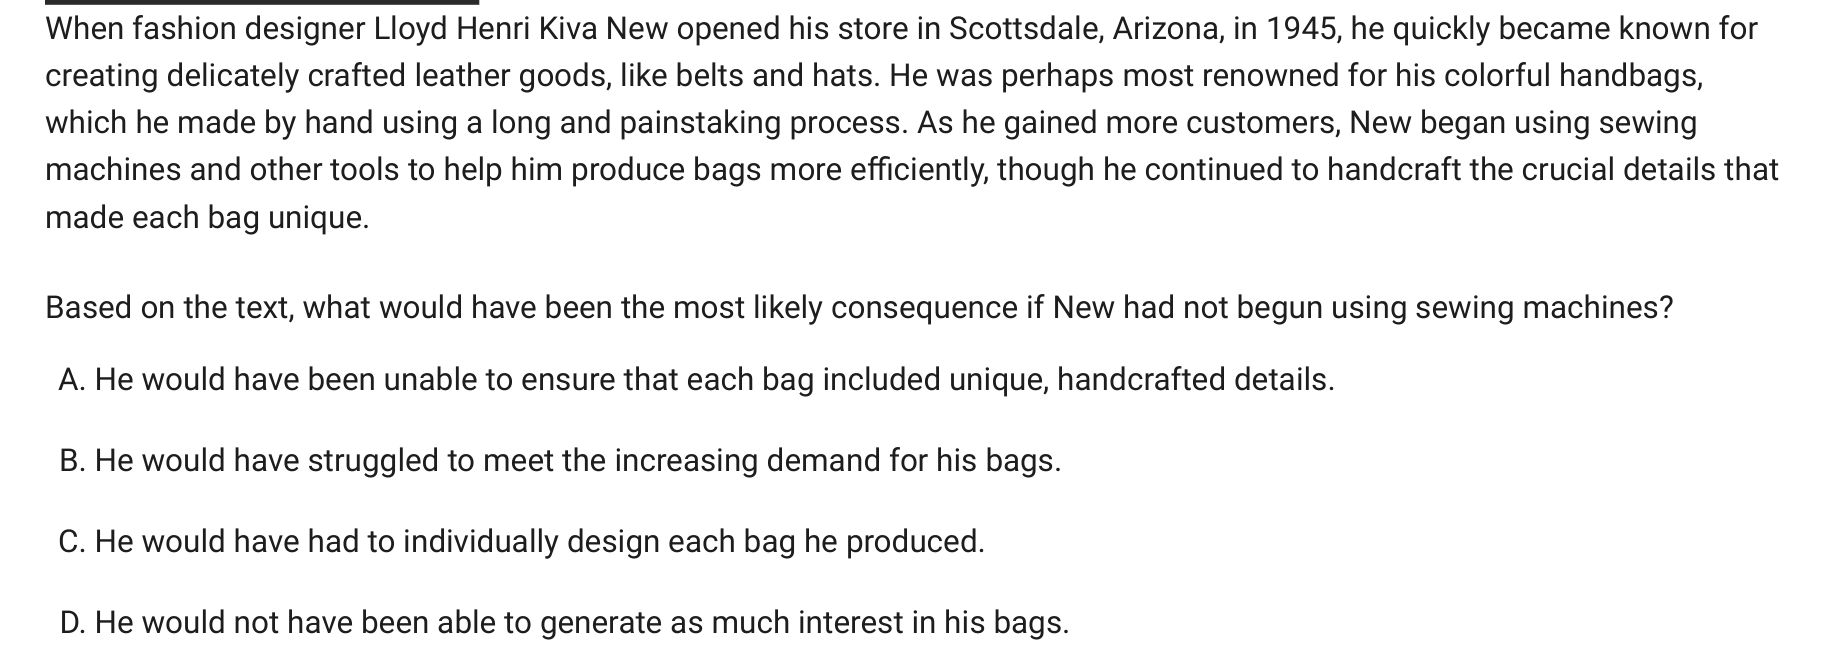 When fashion designer Lloyd Henri Kiva New opened his store in Scottsdale, Arizona, in 1945, he quickly became known for
creating delicately crafted leather goods, like belts and hats. He was perhaps most renowned for his colorful handbags,
which he made by hand using a long and painstaking process. As he gained more customers, New began using sewing
machines and other tools to help him produce bags more efficiently, though he continued to handcraft the crucial details that
made each bag unique.
Based on the text, what would have been the most likely consequence if New had not begun using sewing machines?
A. He would have been unable to ensure that each bag included unique, handcrafted details.
B. He would have struggled to meet the increasing demand for his bags.
C. He would have had to individually design each bag he produced.
D. He would not have been able to generate as much interest in his bags.